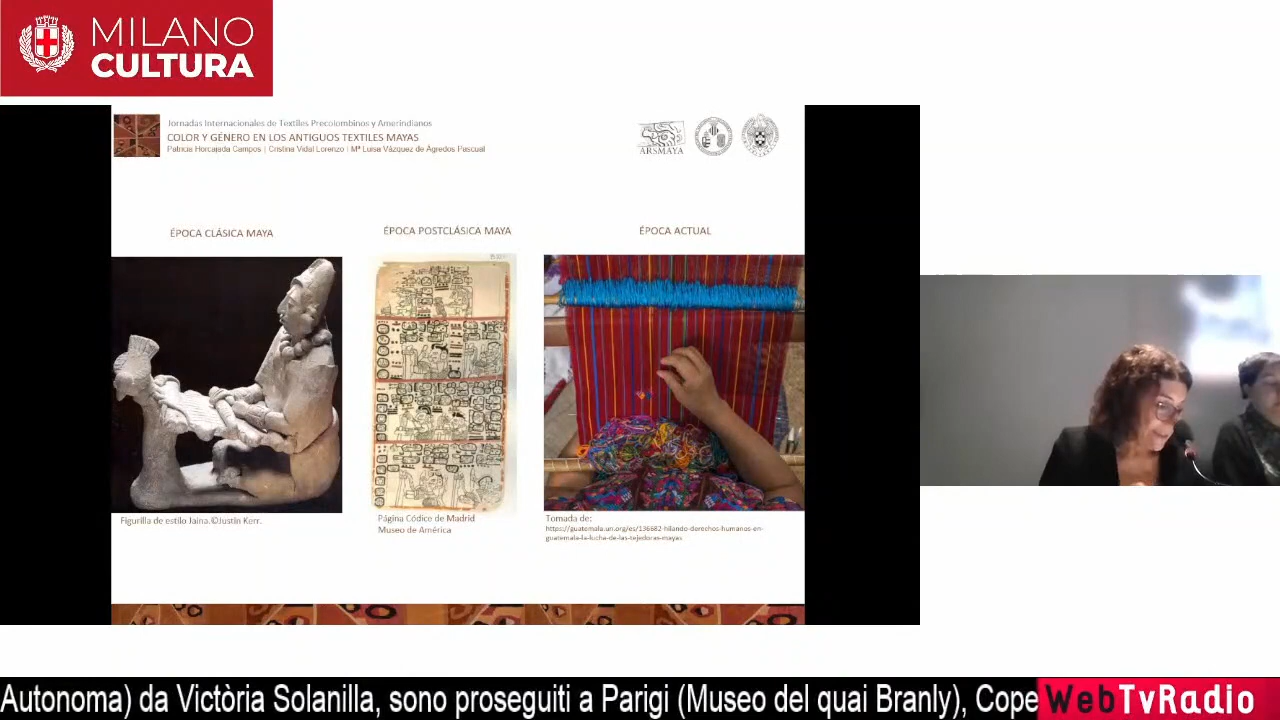 MILANO
CULTURA
Jornadas Internacionales de Textiles Precolombinos y Amerindianos
COLOR Y GÉNERO EN LOS ANTIGUOS TEXTILES MAYAS
Patricia Horcajada Campos | Cristina Vidal Lorenzo | Mª Luisa Vázquez de Ágredos Pascual
ARSMAYA
ÉPOCA CLÁSICA MAYA
ÉPOCA POSTCLÁSICA MAYA
ÉPOCA ACTUAL
Figurilla de estilo Jaina.©Justin Kerr.
Página Códice de Madrid
Museo de América
Tomada de:
https://guatemala.un.org/es/136682-hilando-derechos-humanos-en-
guatemala-la-lucha-de-las-tejedoras-mayas
Autonoma) da Victòria Solanilla, sono proseguiti a Parigi (Museo del quai Branly), Cope
WebTvRadio